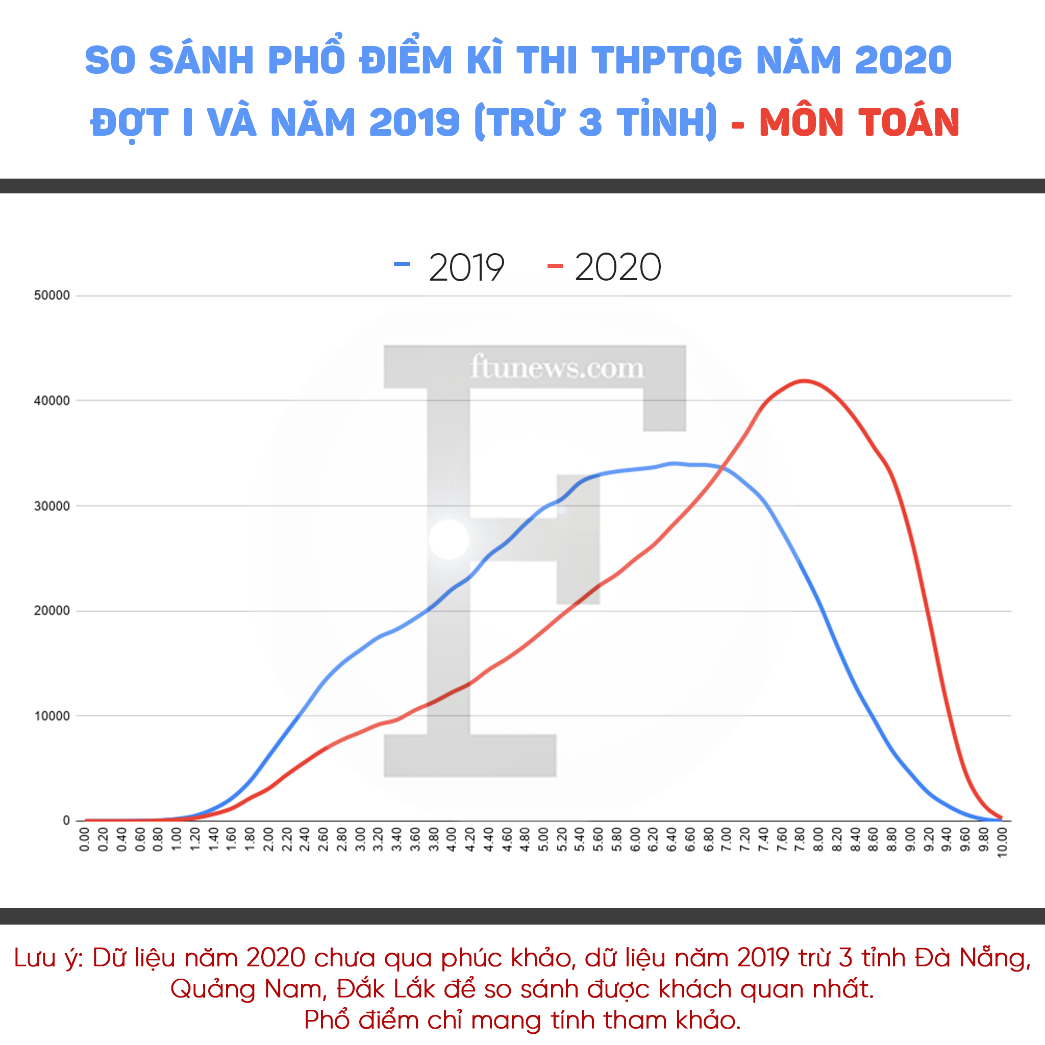 SO SÁNH PHỔ ĐIỂM KÌ THI THPTQG NĂM 2020
ĐỢT I VÀ NĂM 2019 (TRỪ 3 TỈNH) - MÔN TOÁN
2019 2020
ftunews.com
50000
40000
30000
20000
10000
0
0.00 0.20 0.40 0.60 0.80 1.00 1.20 1.40 1.60 1.80 2.00 2.20 2.40 2.60 2.80 3.00 3.20 3.40 3.60 3.80 4.00 4.20 4.40 4.60 4.80 5.00 5.20 5.40 5.60 5.80 6.00 6.20 6.40 6.60 6.80 7.00 7.20 7.40 7.60 7.80 8.00 8.20 8.40 8.60 8.80 9.00 9.20 9.40 9.60 9.80 10.00
Lưu ý: Dữ liệu năm 2020 chưa qua phúc khảo, dữ liệu năm 2019 trừ 3 tỉnh Đà Nẵng,
Quảng Nam, Đắk Lắk để so sánh được khách quan nhất.
Phổ điểm chỉ mang tính tham khảo.